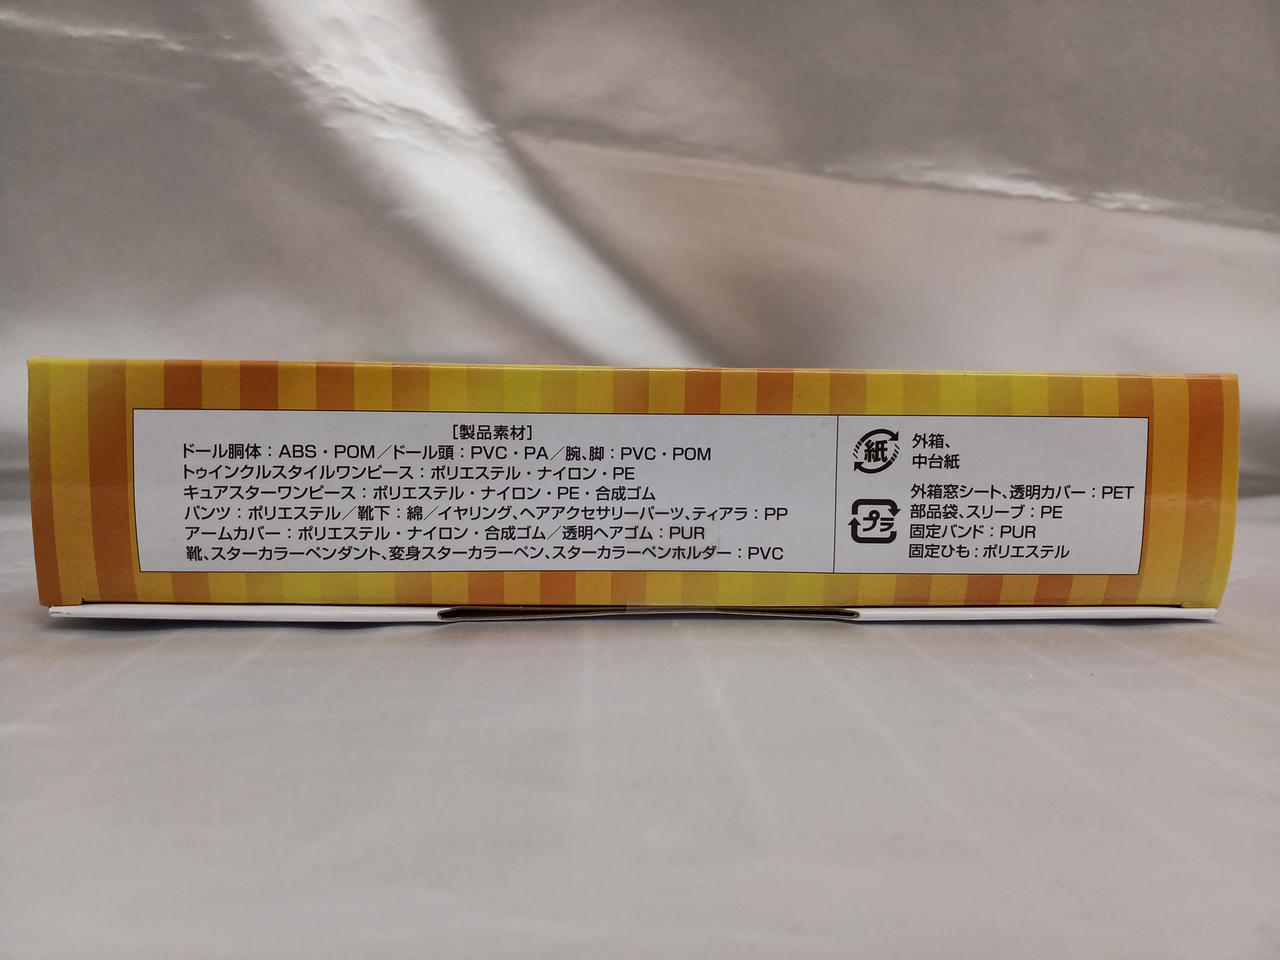 [製品素材]
ドール胴体：ABS・POM／ドール頭：PVC・PA／腕、脚：PVC・POM
トゥインクルスタイルワンピース：ポリエステル・ナイロン・PE
キュアスターワンピース：ポリエステル・ナイロン・PE・合成ゴム
パンツ：ポリエステル／靴下：綿／イヤリング、ヘアアクセサリーパーツ、ティアラ：PP
アームカバー：ポリエステル・ナイロン・合成ゴム／透明ヘアゴム：PUR
靴、スターカラーペンダント、変身スターカラーペン、スターカラーペンホルダー：PVC
紙
外箱、
中台紙
プラ
外箱窓シート、透明カバー：PET
部品袋、スリーブ：PE
固定バンド：PUR
固定ひも：ポリエステル